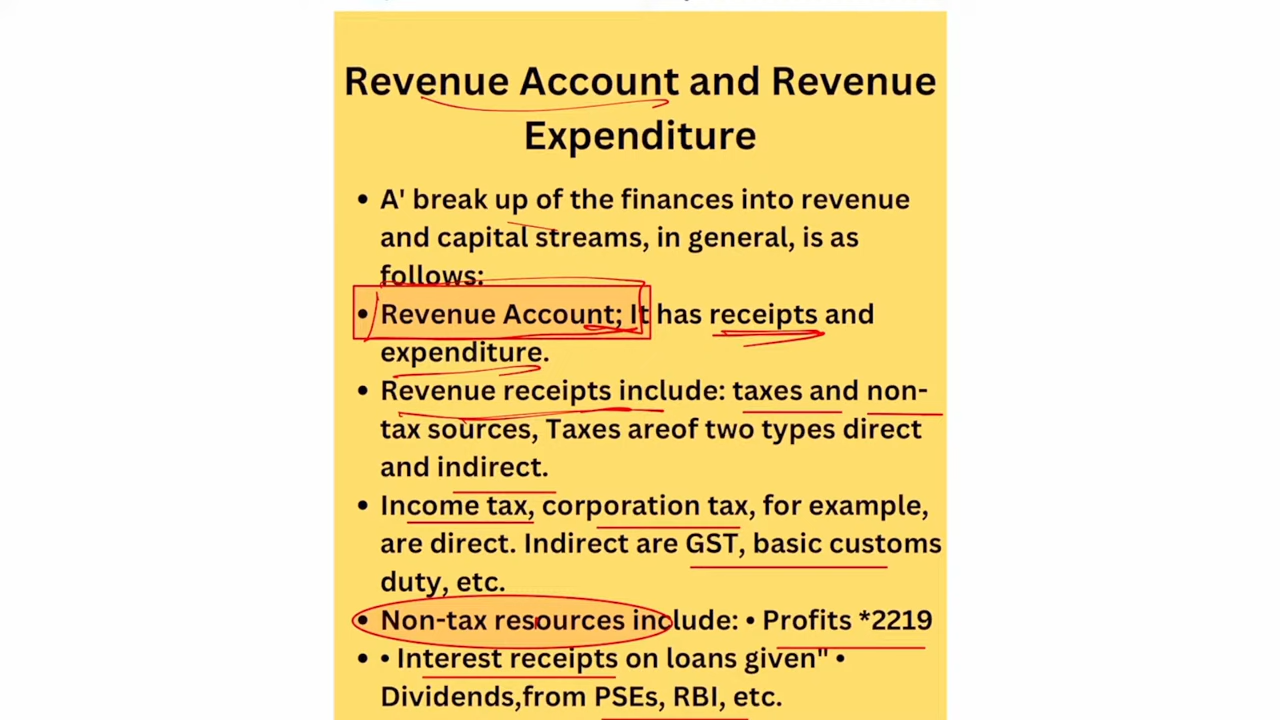 Revenue Account and Revenue
Expenditure
• A' break up of the finances into revenue
and capital streams, in general, is as
follows:
• Revenue Account; It has receipts and
expenditure.
• Revenue receipts include: taxes and non-
tax sources, Taxes areof two types direct
and indirect.
• Income tax, corporation tax, for example,
are direct. Indirect are GST, basic customs
duty, etc.
• Non-tax resources include: • Profits *2219
• • Interest receipts on loans given" •
Dividends,from PSEs, RBI, etc.